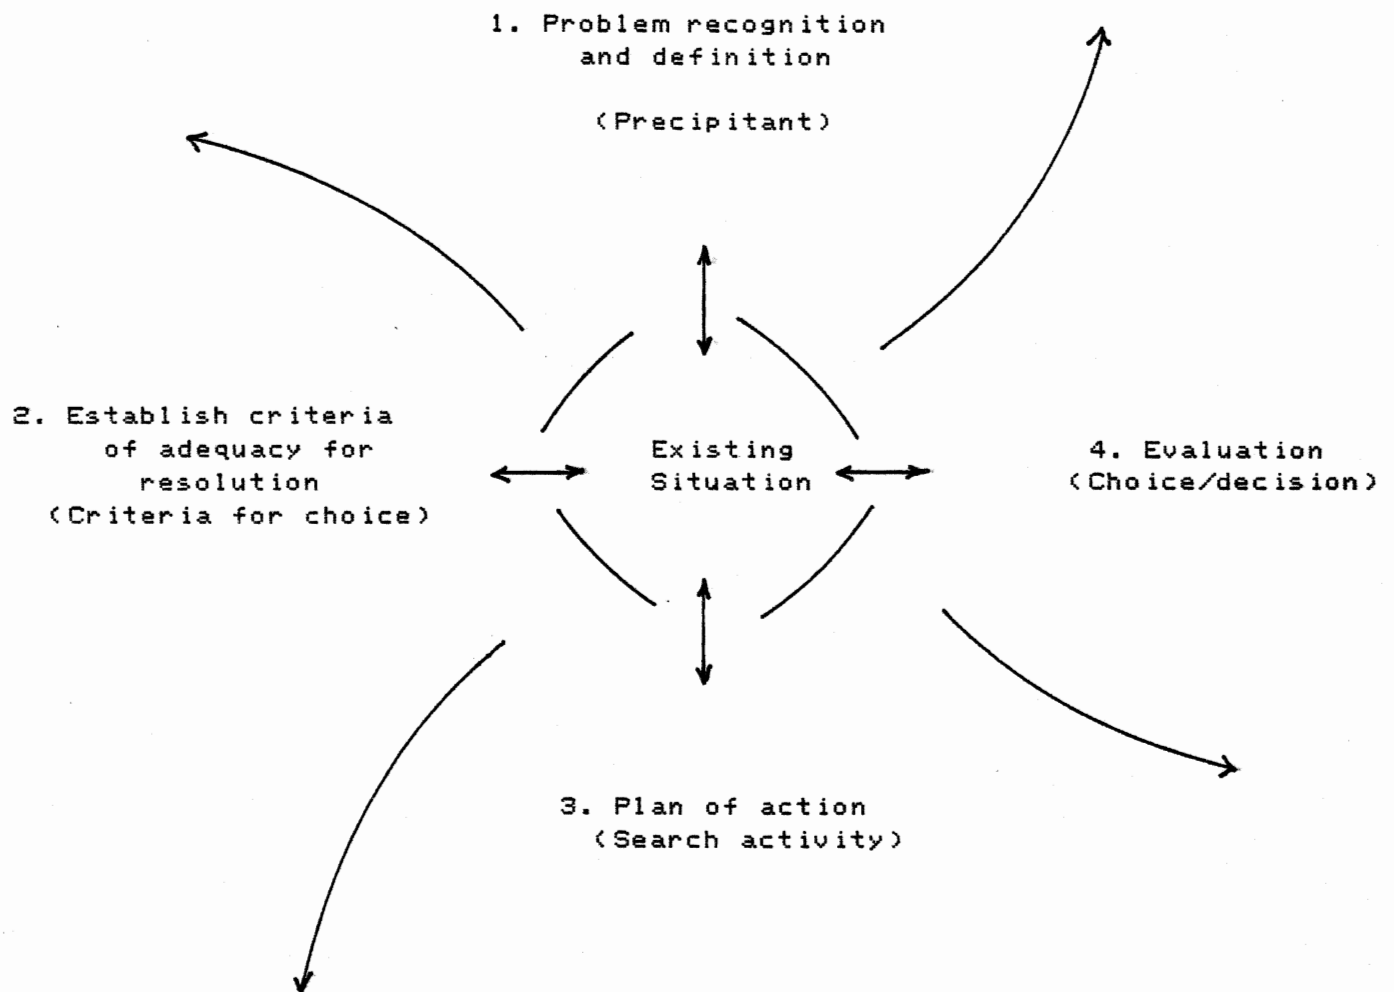 1. Problem recognition
and definition
(Precipitant)
2. Establish criteria
of adequacy for
resolution
(Criteria for choice)
Existing
Situation
4. Evaluation
(Choice/decision)
3. Plan of action
(Search activity)